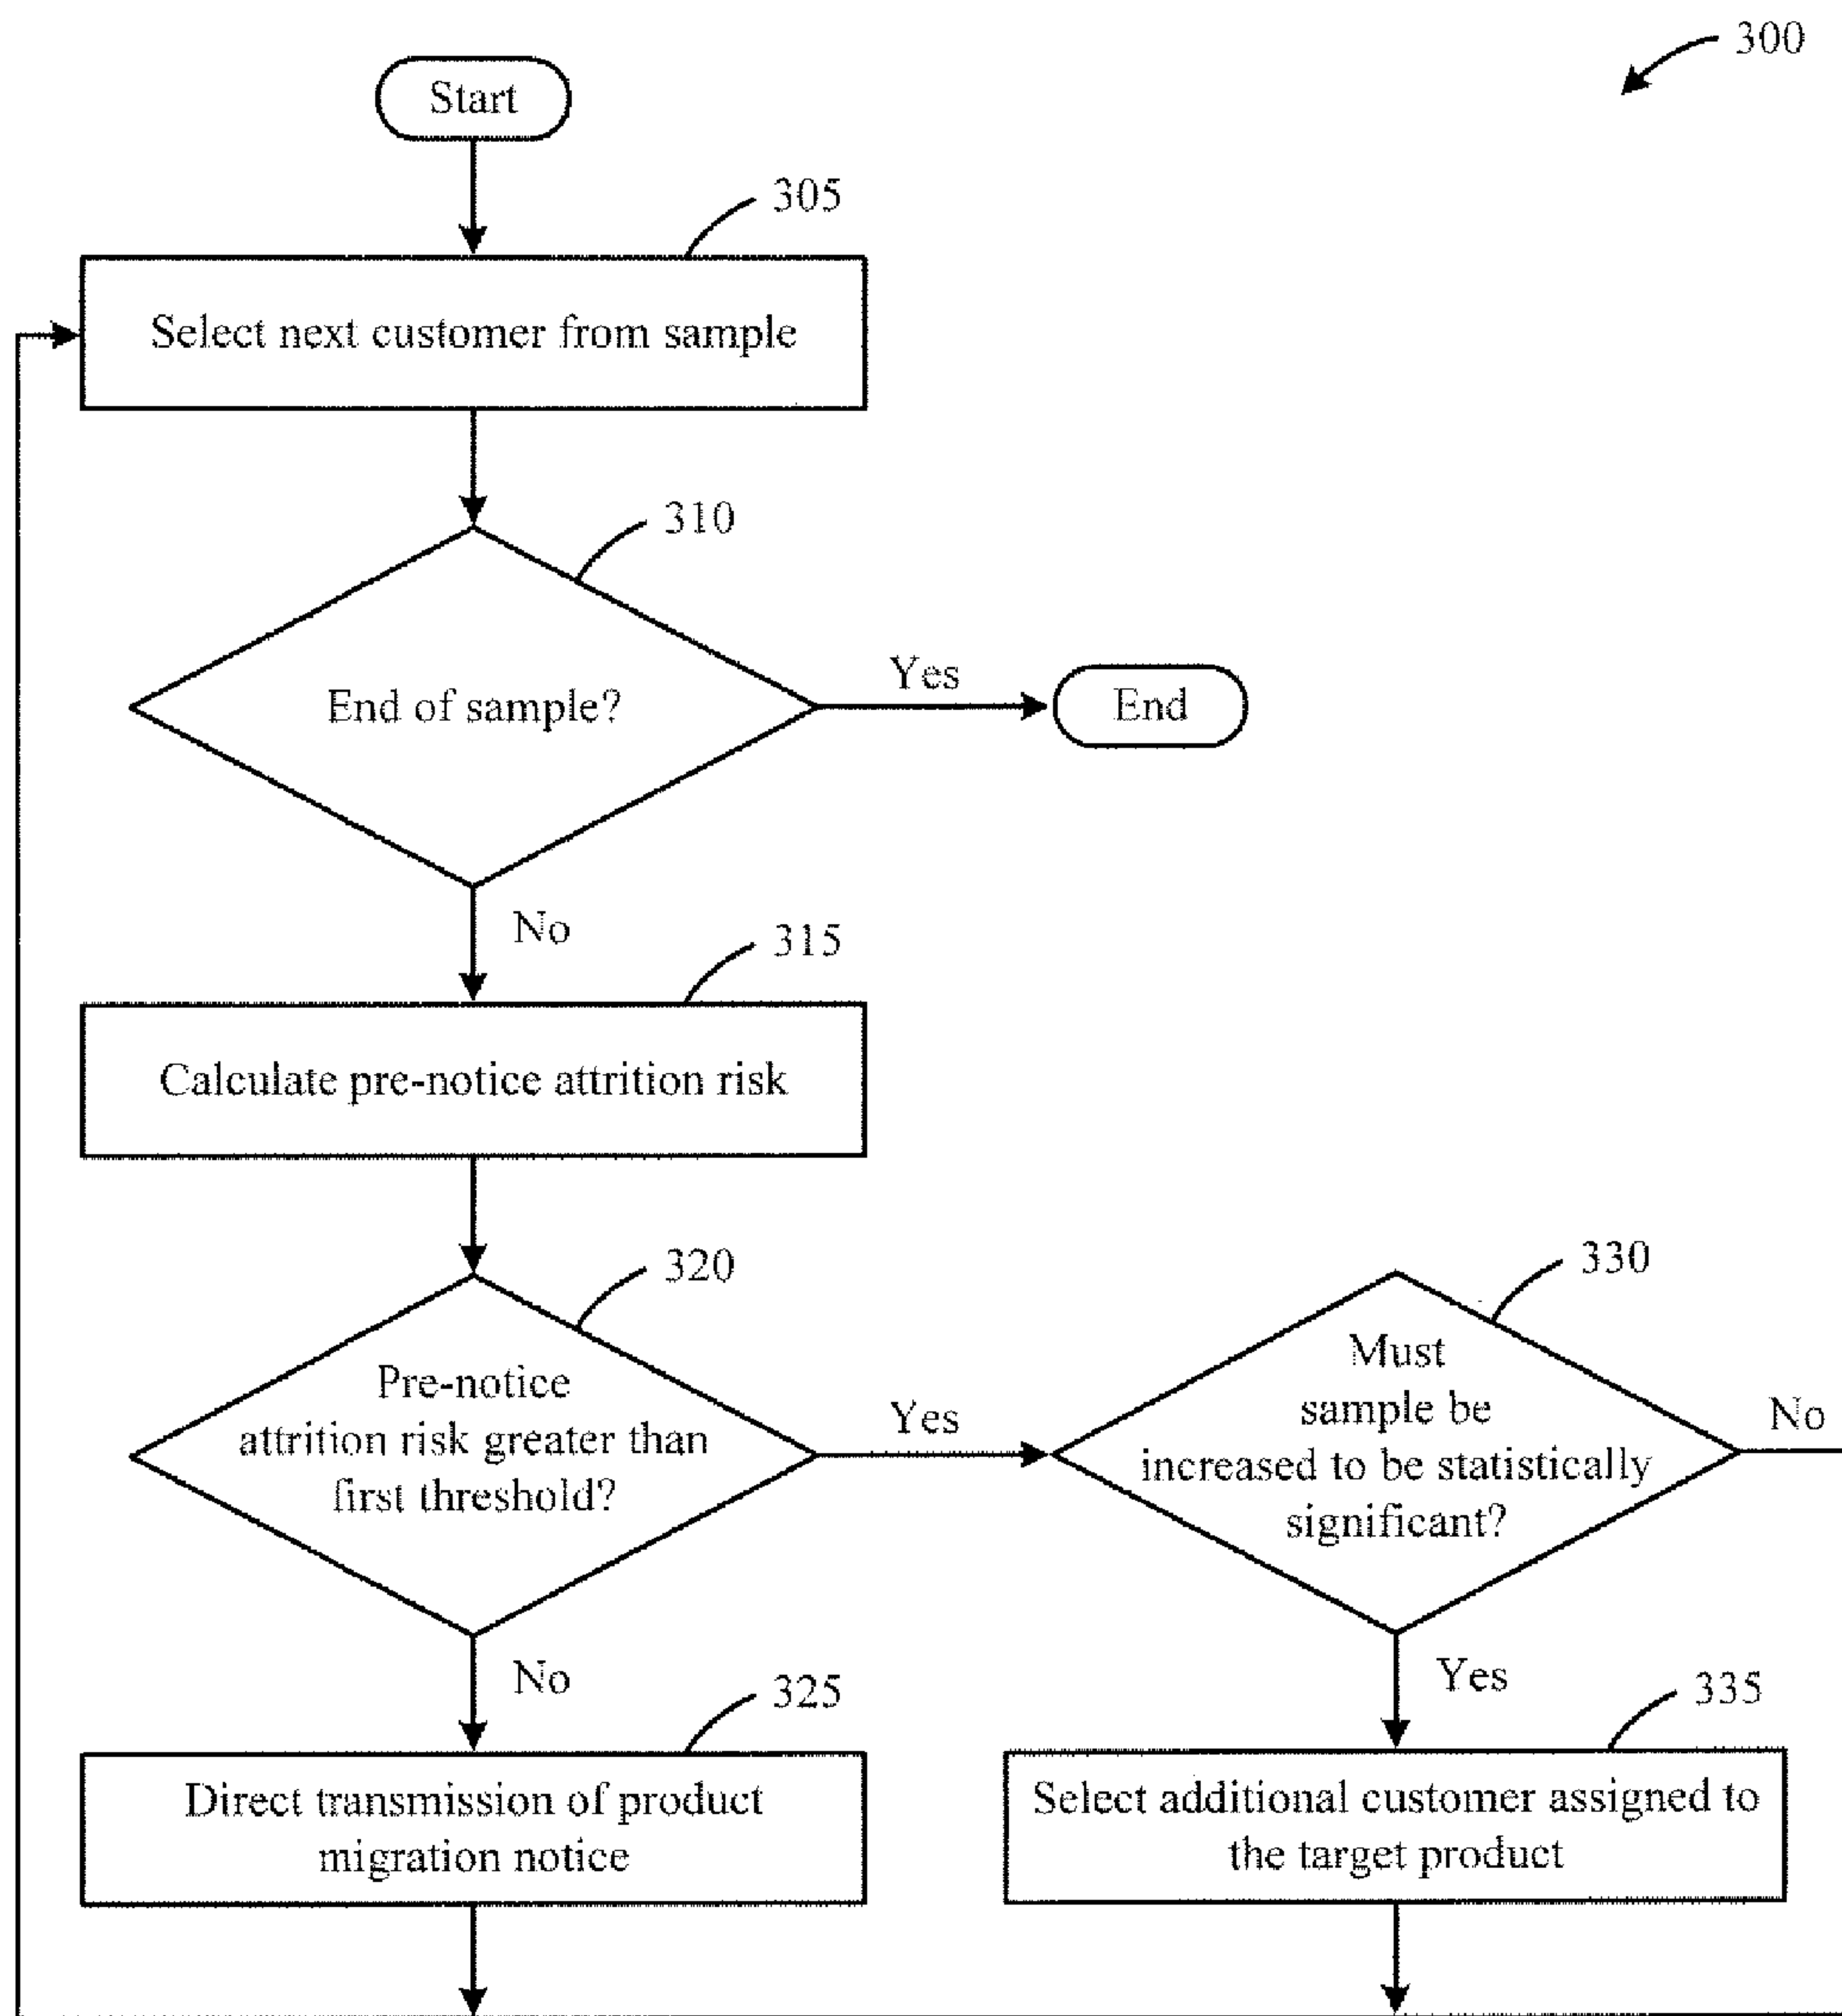 300
Start
305
Select next customer from sample
310
End of sample?
Yes
End
No
315
Calculate pre-notice attrition risk
320
Pre-notice
attrition risk greater than
first threshold?
Yes
330
Must
sample be
increased to be statistically
significant?
No
No
325
Direct transmission of product
migration notice
Yes
335
Select additional customer assigned to
the target product